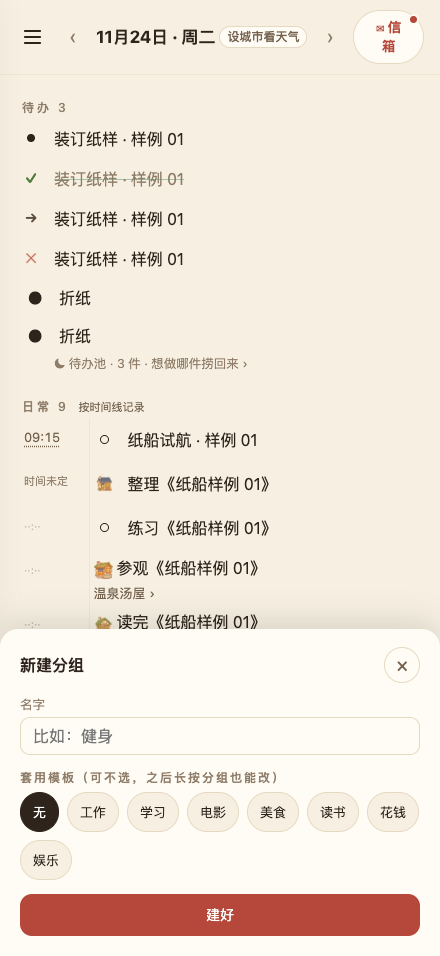 11月24日 · 周二 设城市看天气
信箱
待办 3
装订纸样 · 样例 01
装订纸样 · 样例 01
装订纸样 · 样例 01
装订纸样 · 样例 01
折纸
折纸
待办池 · 3 件 · 想做哪件捞回来 ›
日常 9 按时间线记录
09:15 纸船试航 · 样例 01
时间未定 整理《纸船样例 01》
--:-- 练习《纸船样例 01》
--:-- 参观《纸船样例 01》
温泉汤屋 ›
--:-- 读完《纸船样例 01》
新建分组
名字
比如：健身
套用模板（可不选，之后长按分组也能改）
无 工作 学习 电影 美食 读书 花钱
娱乐
建好